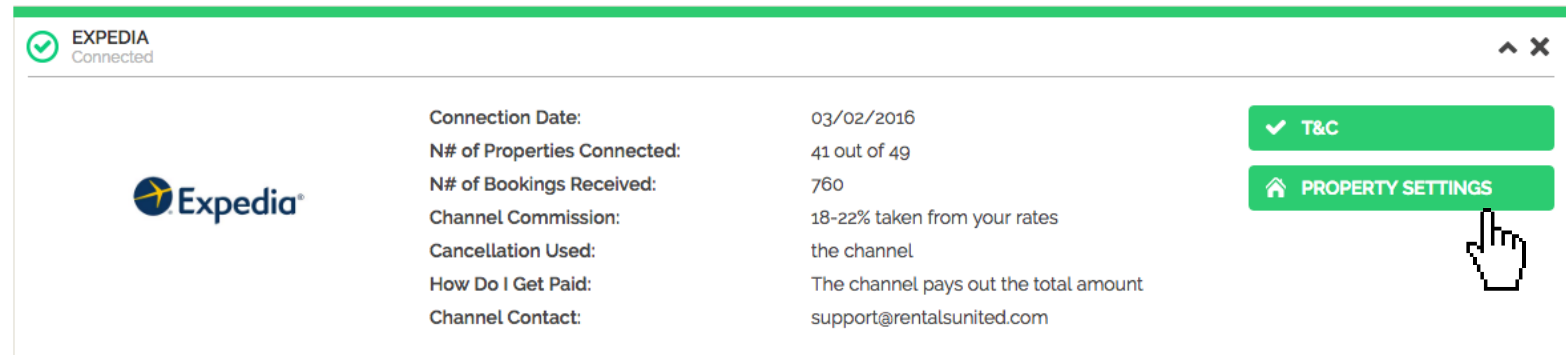 EXPEDIA
Connected
Connection Date: 03/02/2016
N# of Properties Connected: 41 out of 49
N# of Bookings Received: 760
Channel Commission: 18-22% taken from your rates
Cancellation Used: the channel
How Do I Get Paid: The channel pays out the total amount
Channel Contact: support@rentalsunited.com
Expedia®
T&C
PROPERTY SETTINGS